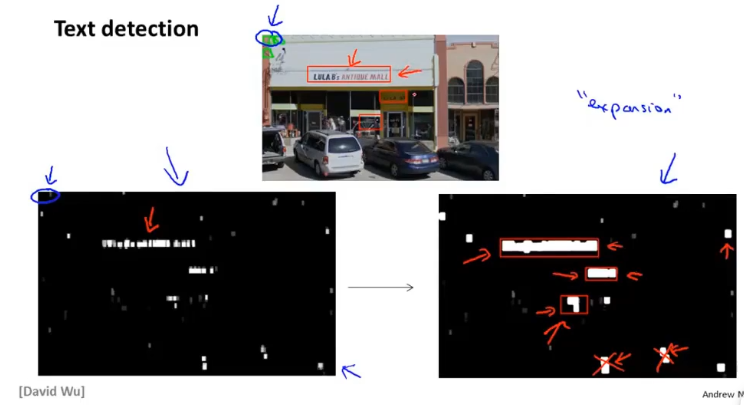 Text detection
LULA B's ANTIQUE MALL
"expansion"
[David Wu]
Andrew N